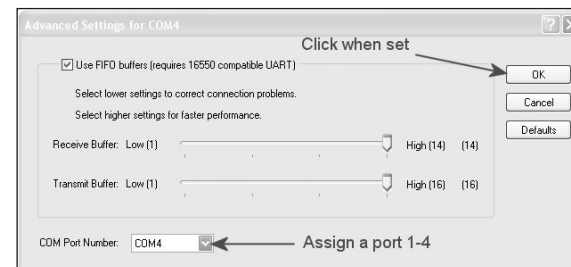 Advanced Settings for COM4
Click when set
Use FIFO buffers (requires 16550 compatible UART)
OK
Select lower settings to correct connection problems.
Cancel
Select higher settings for faster performance.
Defaults
Receive Buffer: Low (1) High (14) (14)
Transmit Buffer: Low (1) High (16) (16)
COM Port Number: COM4 Assign a port 1-4